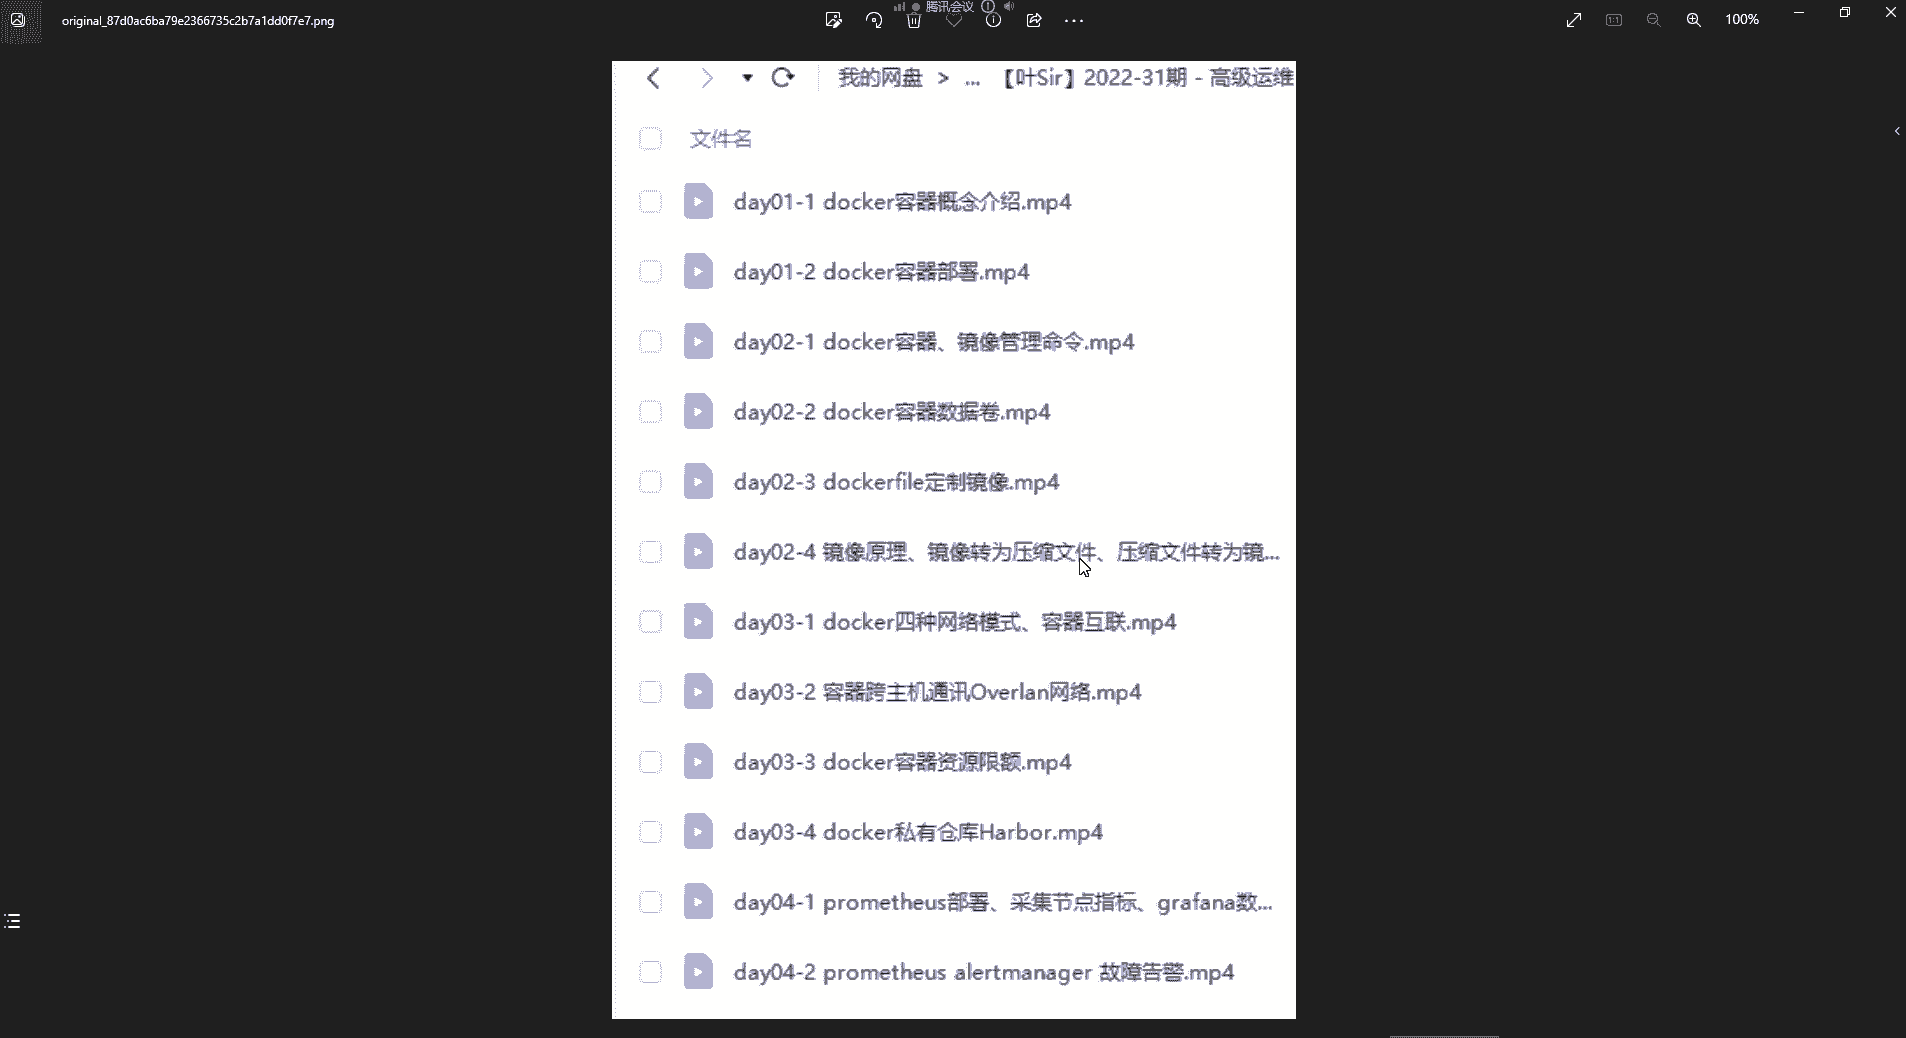 腾讯会议
original_87d0ac6ba79e2366735c2b7a1dd0f7e7.png
1:1
100%
我的网盘 > ... 【叶Sir】2022-31期 - 高级运维
文件名
day01-1 docker容器概念介绍.mp4
day01-2 docker容器部署.mp4
day02-1 docker容器、镜像管理命令.mp4
day02-2 docker容器数据卷.mp4
day02-3 dockerfile定制镜像.mp4
day02-4 镜像原理、镜像转为压缩文件、压缩文件转为镜...
day03-1 docker四种网络模式、容器互联.mp4
day03-2 容器跨主机通讯Overlan网络.mp4
day03-3 docker容器资源限额.mp4
day03-4 docker私有仓库Harbor.mp4
day04-1 prometheus部署、采集节点指标、grafana数...
day04-2 prometheus alertmanager 故障告警.mp4